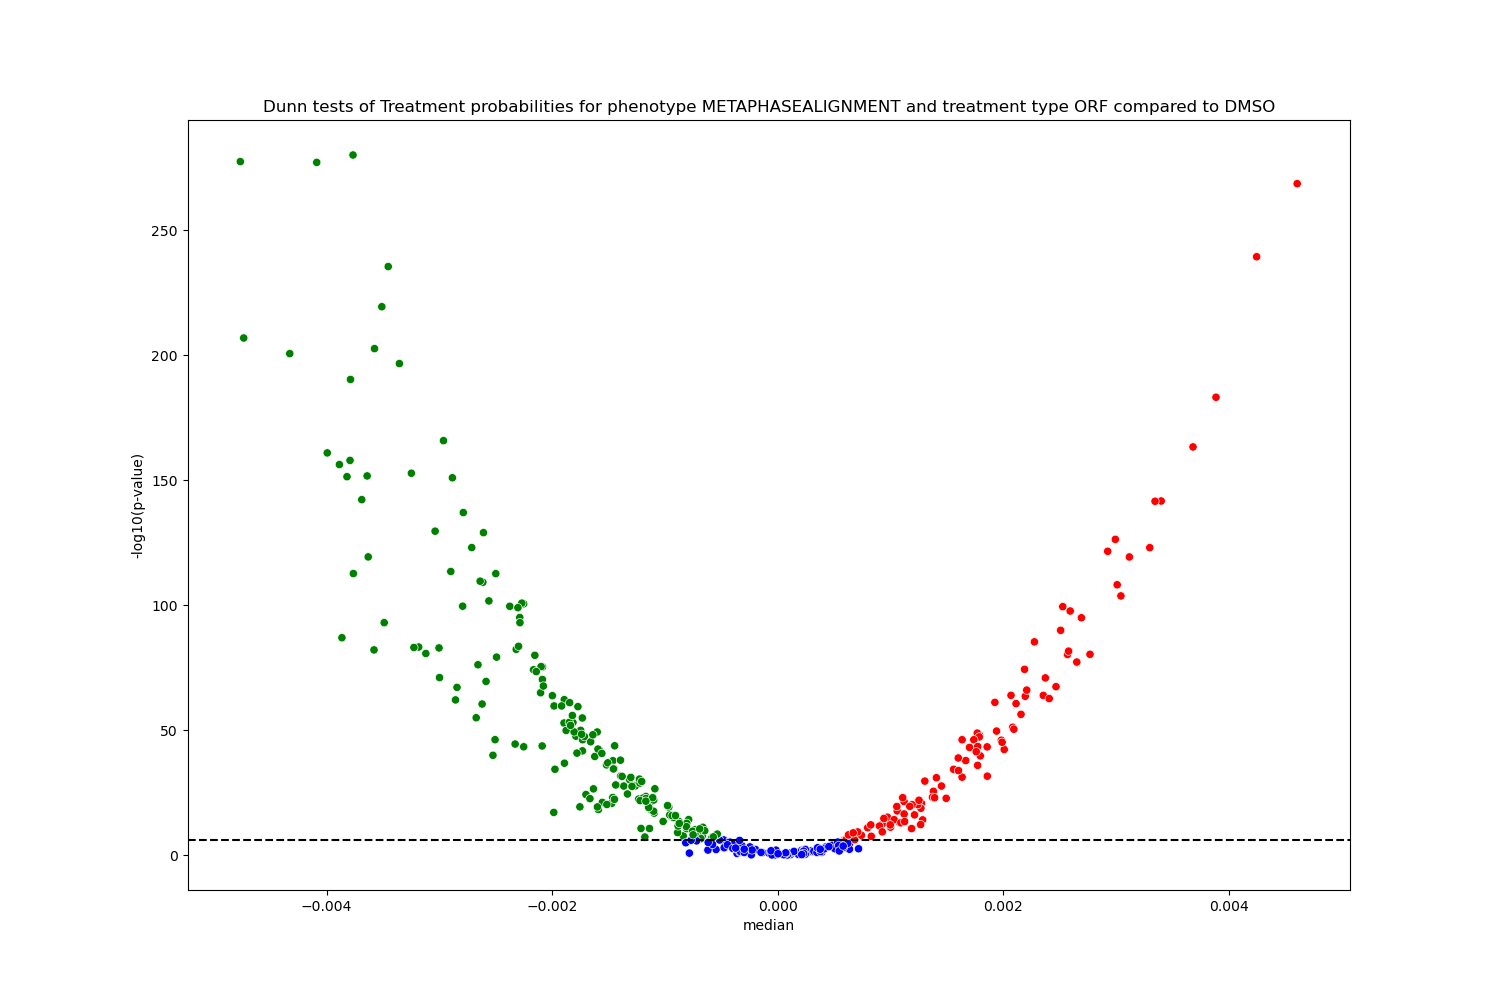 Dunn tests of Treatment probabilities for phenotype METAPHASEALIGNMENT and treatment type ORF compared to DMSO
-log10(p-value)
250
200
150
100
50
0
−0.004 −0.002 0.000 0.002 0.004
median